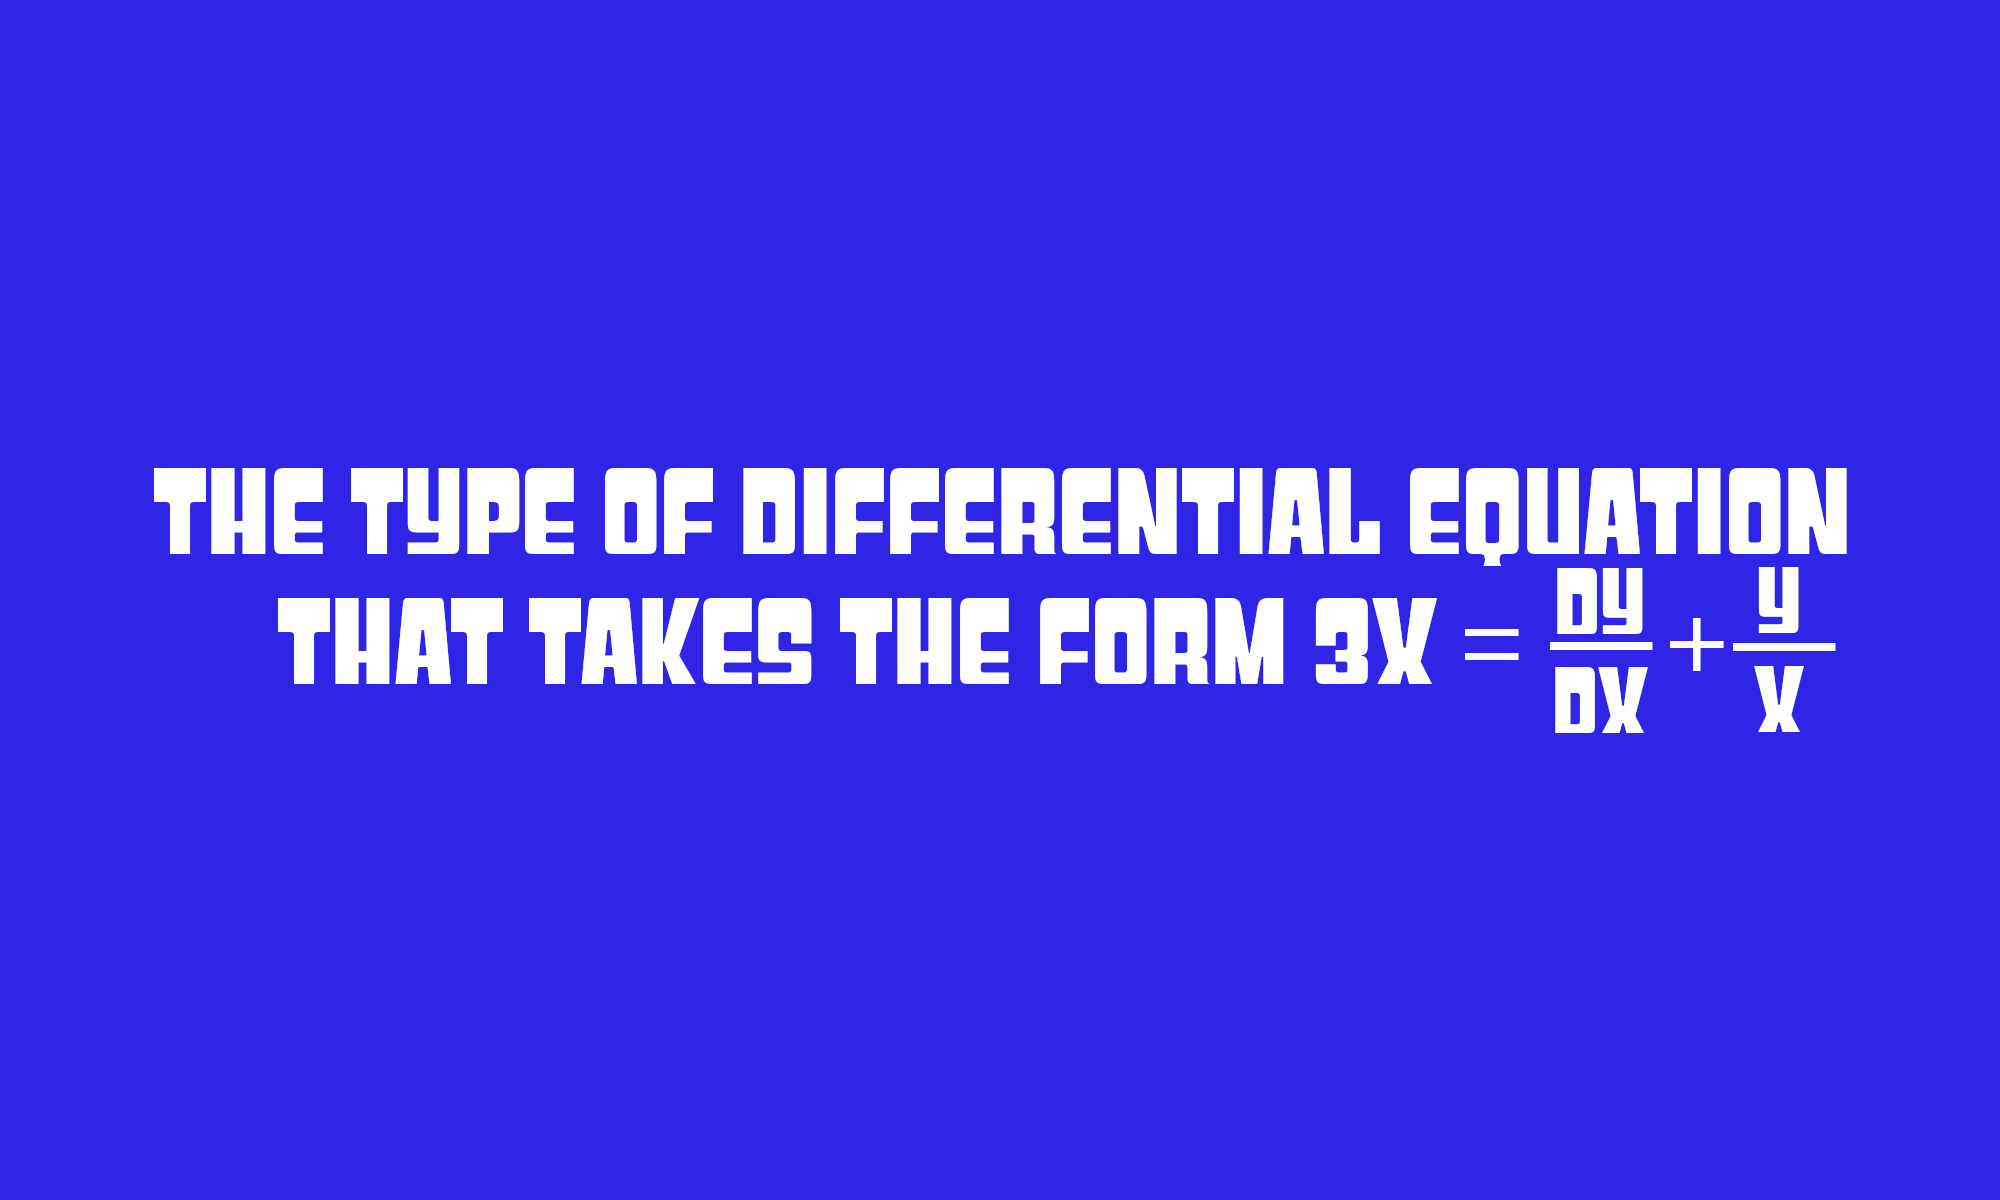 THE TYPE OF DIFFERENTIAL EQUATION
THAT TAKES THE FORM 3X = DY/DX + Y/X